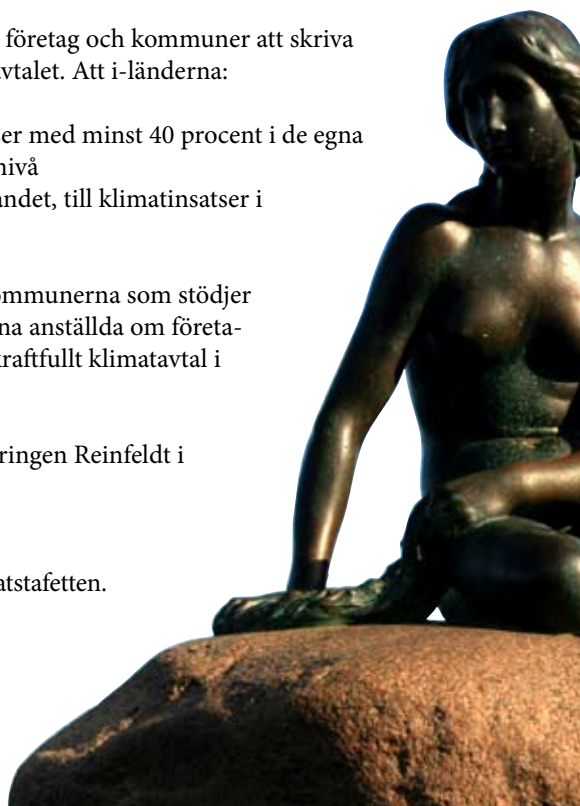 företag och kommuner att skriva
vtalet. Att i-länderna:
er med minst 40 procent i de egna
nivå
andet, till klimatinsatser i
ommunerna som stödjer
na anställda om företa-
kraftfullt klimatavtal i
ringen Reinfeldt i
atstafetten.